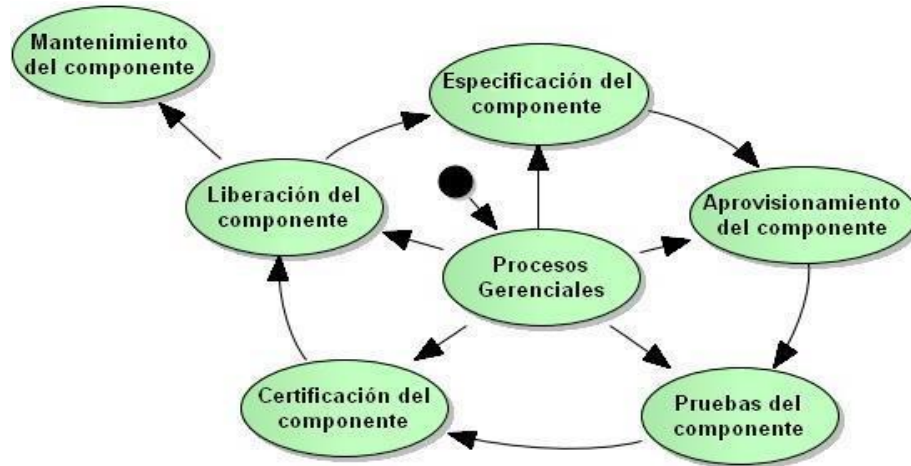 Mantenimiento
del componente
Especificación del
componente
Liberación del
componente
Aprovisionamiento
del componente
Procesos
Gerenciales
Certificación del
componente
Pruebas del
componente